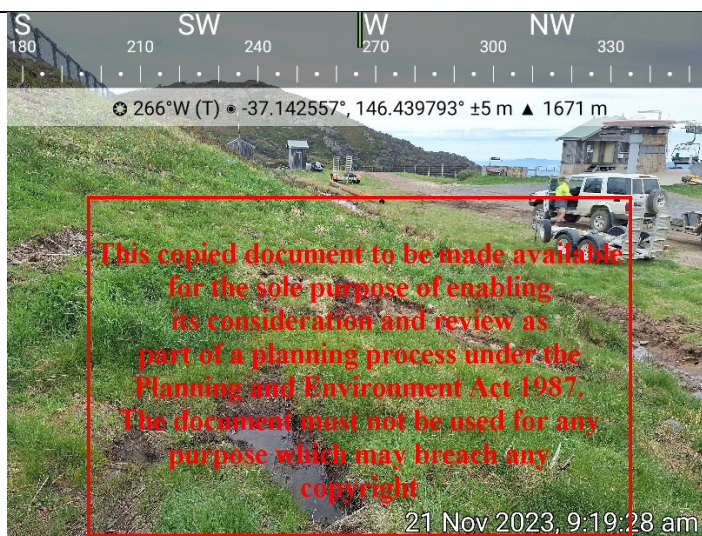 S SW W NW
180 210 240 270 300 330
266°W (T) ◉ -37.142557°, 146.439793° ±5 m ▲ 1671 m
This copied document to be made available
for the sole purpose of enabling
its consideration and review as
part of a planning process under the
Planning and Environment Act 1987.
The document must not be used for any
purpose which may breach any
copyright
21 Nov 2023, 9:19:28 am